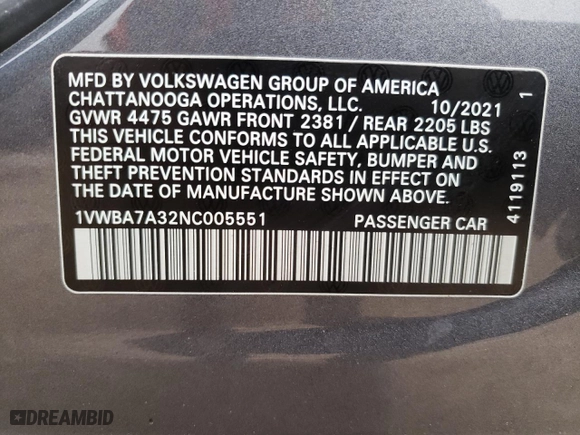 MFD BY VOLKSWAGEN GROUP OF AMERICA
CHATTANOOGA OPERATIONS, LLC. 10/2021 1
GVWR 4475 GAWR FRONT 2381 / REAR 2205 LBS
THIS VEHICLE CONFORMS TO ALL APPLICABLE U.S.
FEDERAL MOTOR VEHICLE SAFETY, BUMPER AND
THEFT PREVENTION STANDARDS IN EFFECT ON
THE DATE OF MANUFACTURE SHOWN ABOVE.
1VWBA7A32NC005551 PASSENGER CAR
4119113
DREAMBID